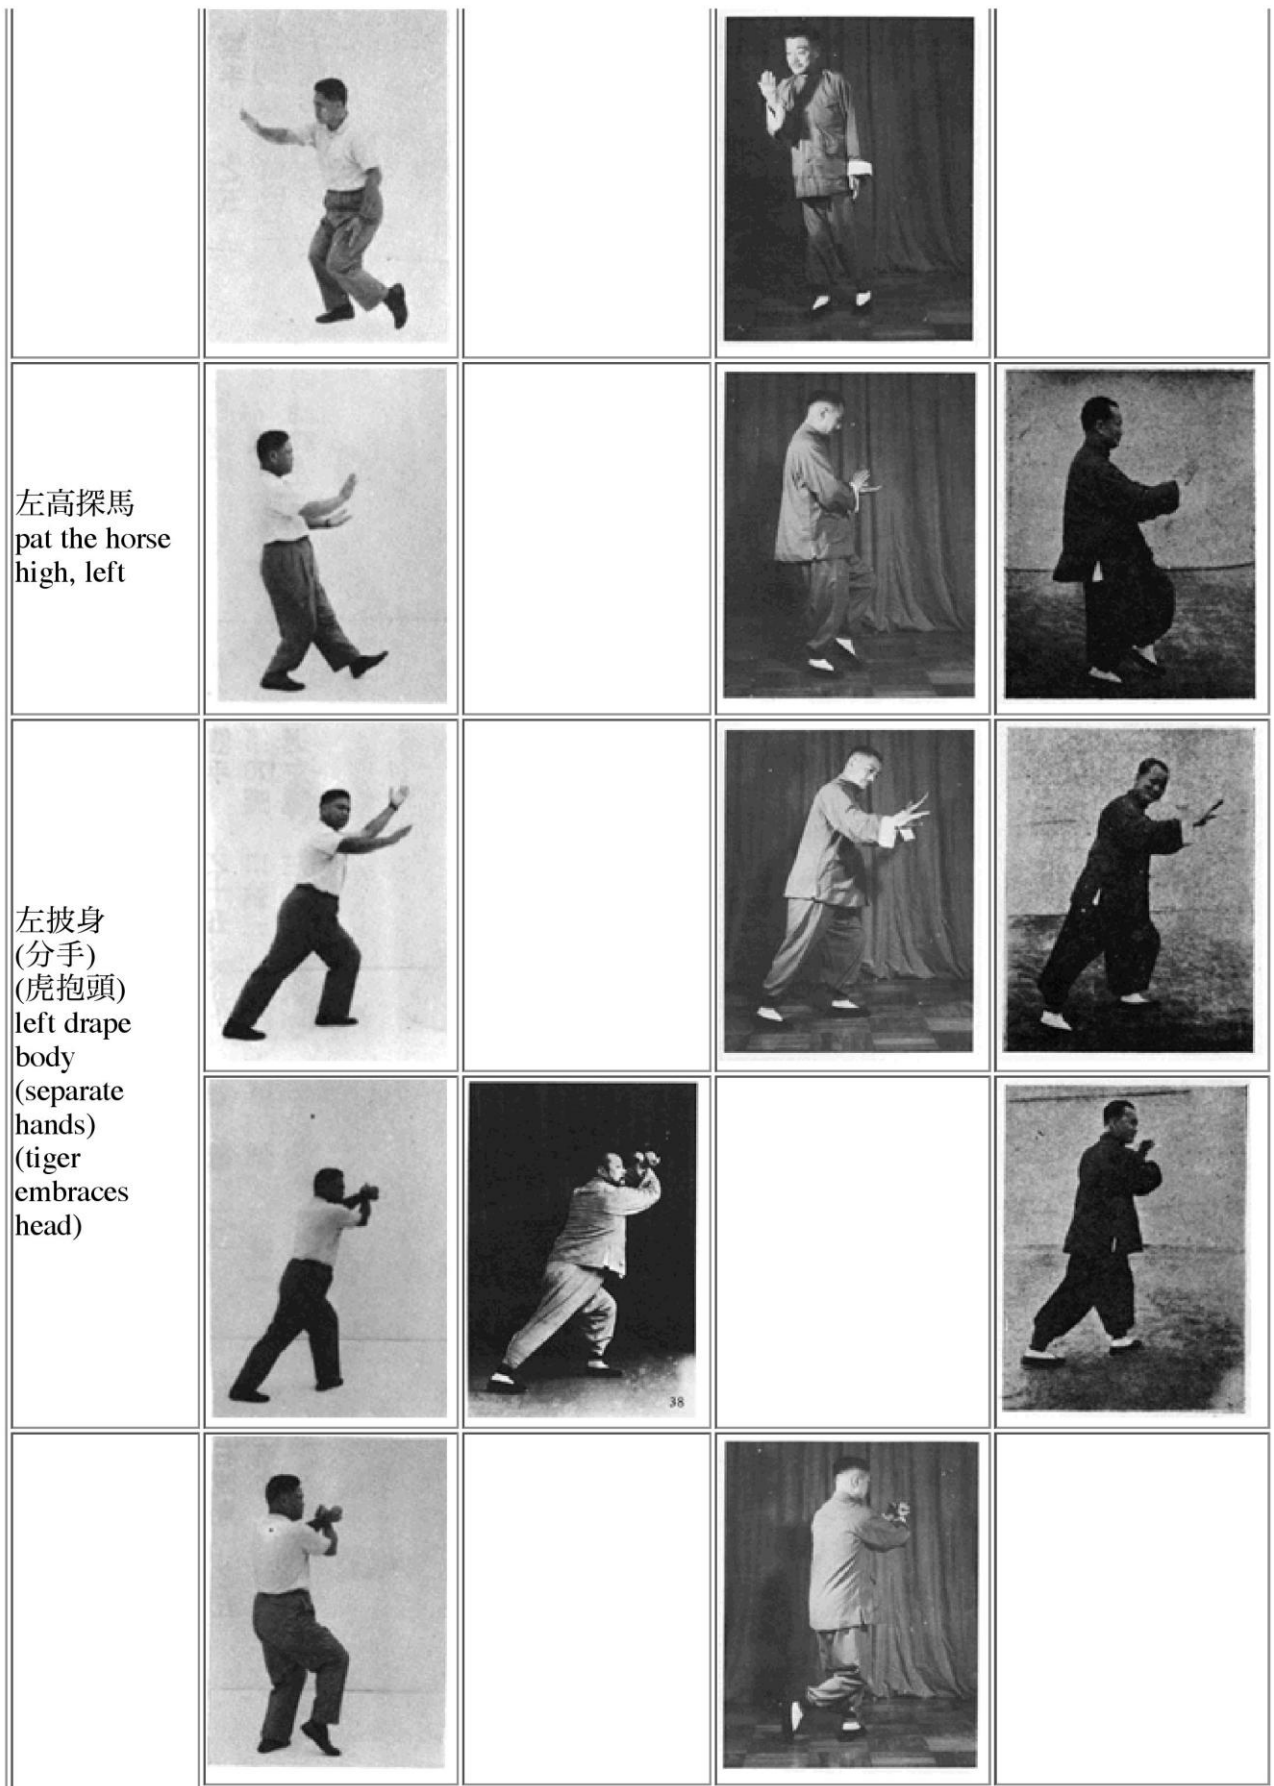 左高探馬
pat the horse
high, left
左披身
(分手)
(虎抱頭)
left drape
body
(separate
hands)
(tiger
embraces
head)
38